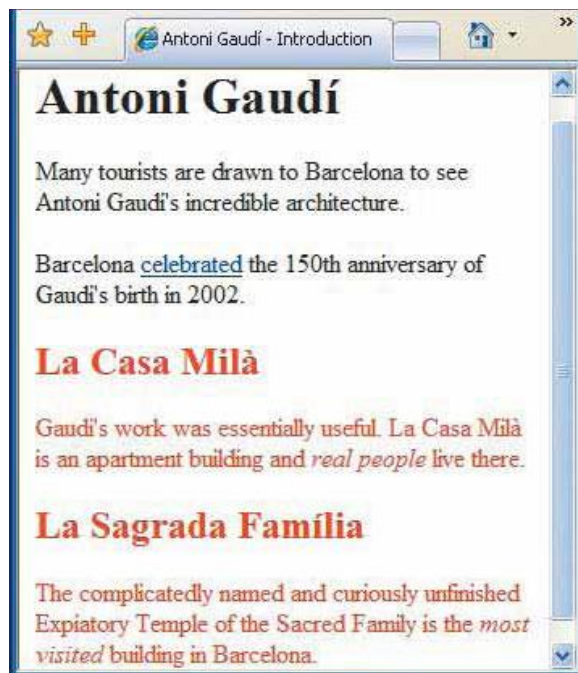 Antoni Gaudí - Introduction
»
Antoni Gaudí
Many tourists are drawn to Barcelona to see
Antoni Gaudí's incredible architecture.
Barcelona celebrated the 150th anniversary of
Gaudí's birth in 2002.
La Casa Milà
Gaudí's work was essentially useful. La Casa Milà
is an apartment building and real people live there.
La Sagrada Família
The complicatedly named and curiously unfinished
Expiatory Temple of the Sacred Family is the most
visited building in Barcelona.